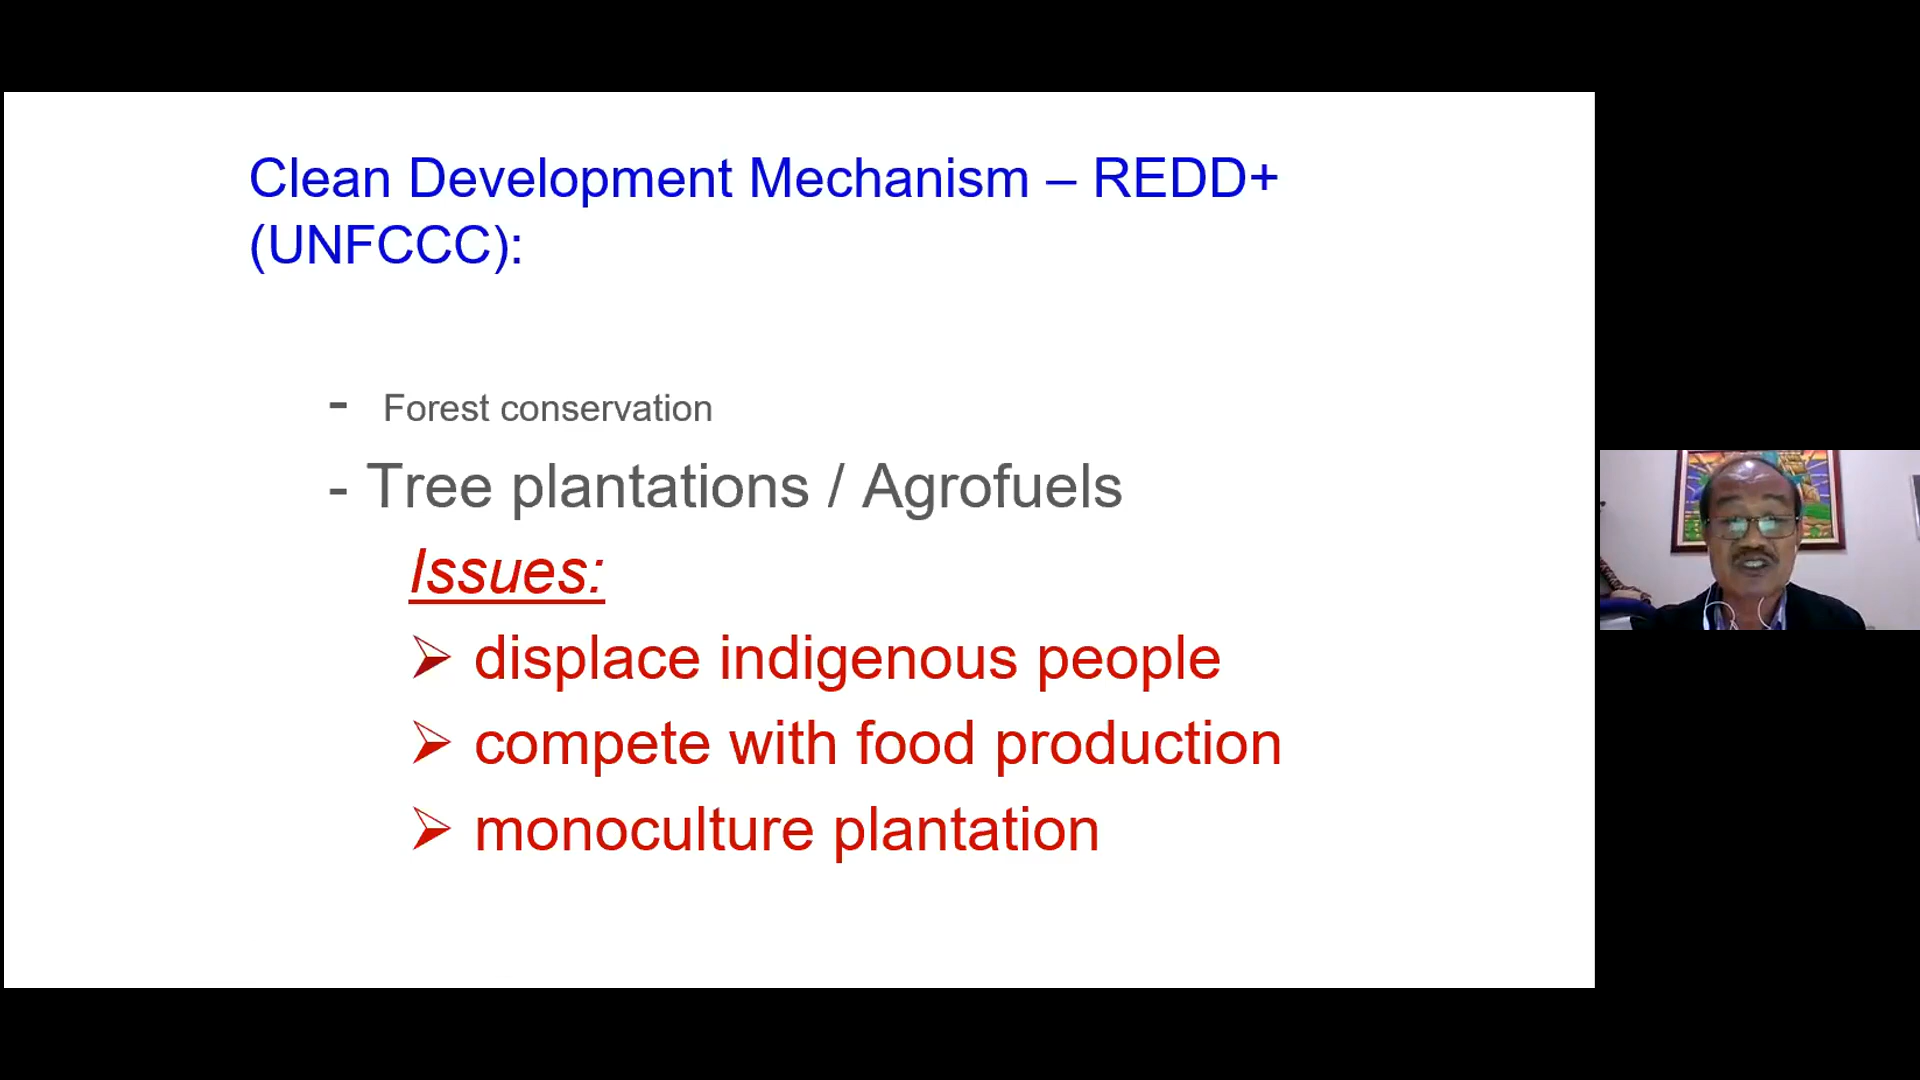 Clean Development Mechanism – REDD+
(UNFCCC):
- Forest conservation
- Tree plantations / Agrofuels
Issues:
➢ displace indigenous people
➢ compete with food production
➢ monoculture plantation